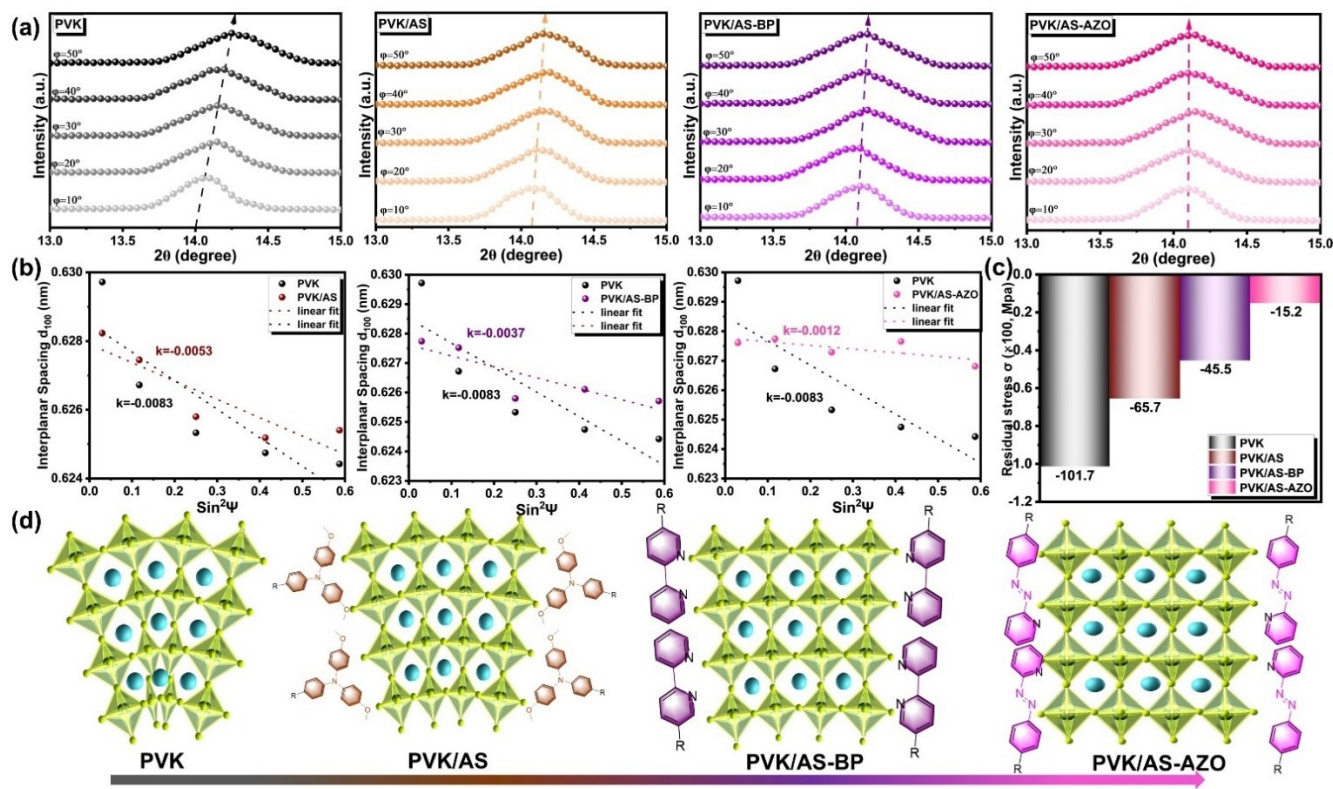 (a)
PVK
φ=50°
φ=40°
φ=30°
φ=20°
φ=10°
Intensity (a.u.)
13.0 13.5 14.0 14.5 15.0
2θ (degree)
PVK/AS
φ=50°
φ=40°
φ=30°
φ=20°
φ=10°
Intensity (a.u.)
13.0 13.5 14.0 14.5 15.0
2θ (degree)
PVK/AS-BP
φ=50°
φ=40°
φ=30°
φ=20°
φ=10°
Intensity (a.u.)
13.0 13.5 14.0 14.5 15.0
2θ (degree)
PVK/AS-AZO
φ=50°
φ=40°
φ=30°
φ=20°
φ=10°
Intensity (a.u.)
13.0 13.5 14.0 14.5 15.0
2θ (degree)
(b)
Interplanar Spacing d100 (nm)
0.630
0.628
0.626
0.624
PVK
PVK/AS
linear fit
linear fit
k=-0.0053
k=-0.0083
0.0 0.1 0.2 0.3 0.4 0.5 0.6
Sin²Ψ
Interplanar Spacing d100 (nm)
0.630
0.629
0.628
0.627
0.626
0.625
0.624
0.623
PVK
PVK/AS-BP
linear fit
linear fit
k=-0.0037
k=-0.0083
0.0 0.1 0.2 0.3 0.4 0.5 0.6
Sin²Ψ
Interplanar Spacing d100 (nm)
0.630
0.629
0.628
0.627
0.626
0.625
0.624
0.623
PVK
PVK/AS-AZO
linear fit
linear fit
k=-0.0012
k=-0.0083
0.0 0.1 0.2 0.3 0.4 0.5 0.6
Sin²Ψ
(c)
Residual stress σ (×100, Mpa)
0.0
-0.2
-0.4
-0.6
-0.8
-1.0
-1.2
-101.7
-65.7
-45.5
-15.2
PVK
PVK/AS
PVK/AS-BP
PVK/AS-AZO
(d)
R N O O
R N O O
O O N R
O O N R
R
N
N
N
N
R
R
N
N
N
N
R
R
N
N
N
N
N
N
R
R
N
N
N
N
N
N
R
PVK
PVK/AS
PVK/AS-BP
PVK/AS-AZO